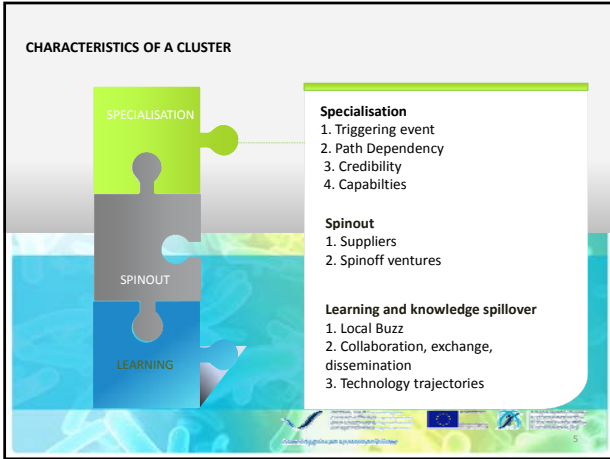 CHARACTERISTICS OF A CLUSTER
SPECIALISATION
SPINOUT
LEARNING
Specialisation
1. Triggering event
2. Path Dependency
3. Credibility
4. Capabilties
Spinout
1. Suppliers
2. Spinoff ventures
Learning and knowledge spillover
1. Local Buzz
2. Collaboration, exchange,
dissemination
3. Technology trajectories
5